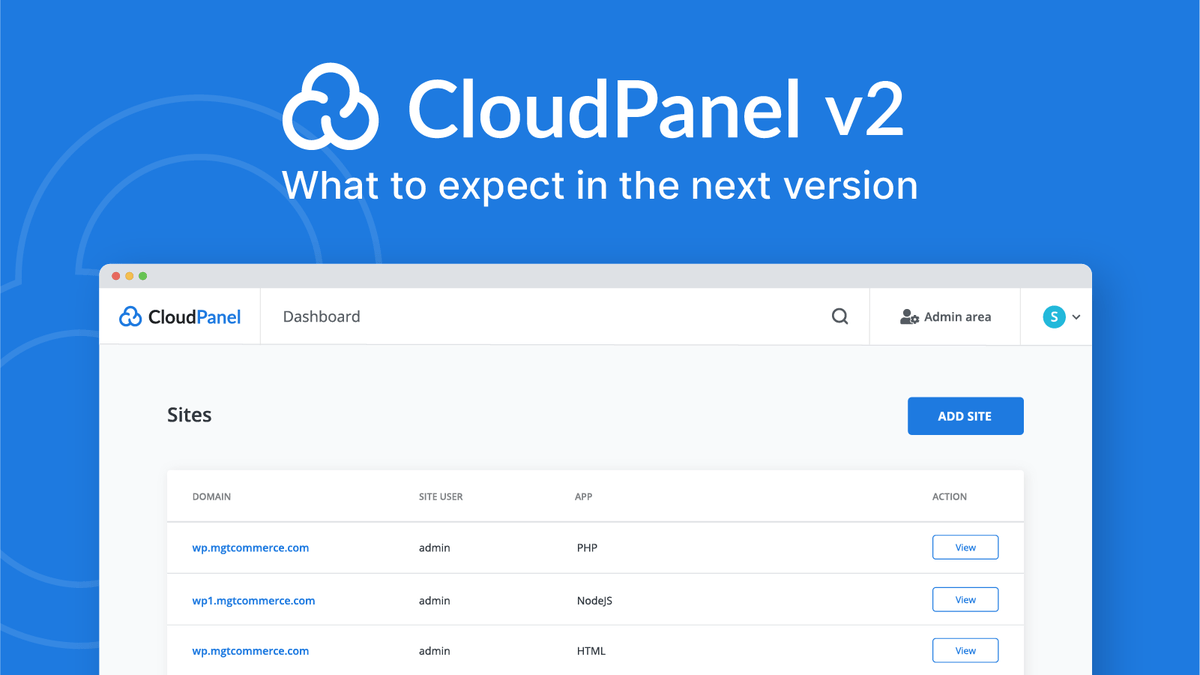 CloudPanel v2
What to expect in the next version
CloudPanel Dashboard Admin area S
Sites ADD SITE
DOMAIN SITE USER APP ACTION
wp.mgtcommerce.com admin PHP View
wp1.mgtcommerce.com admin NodeJS View
wp.mgtcommerce.com admin HTML View